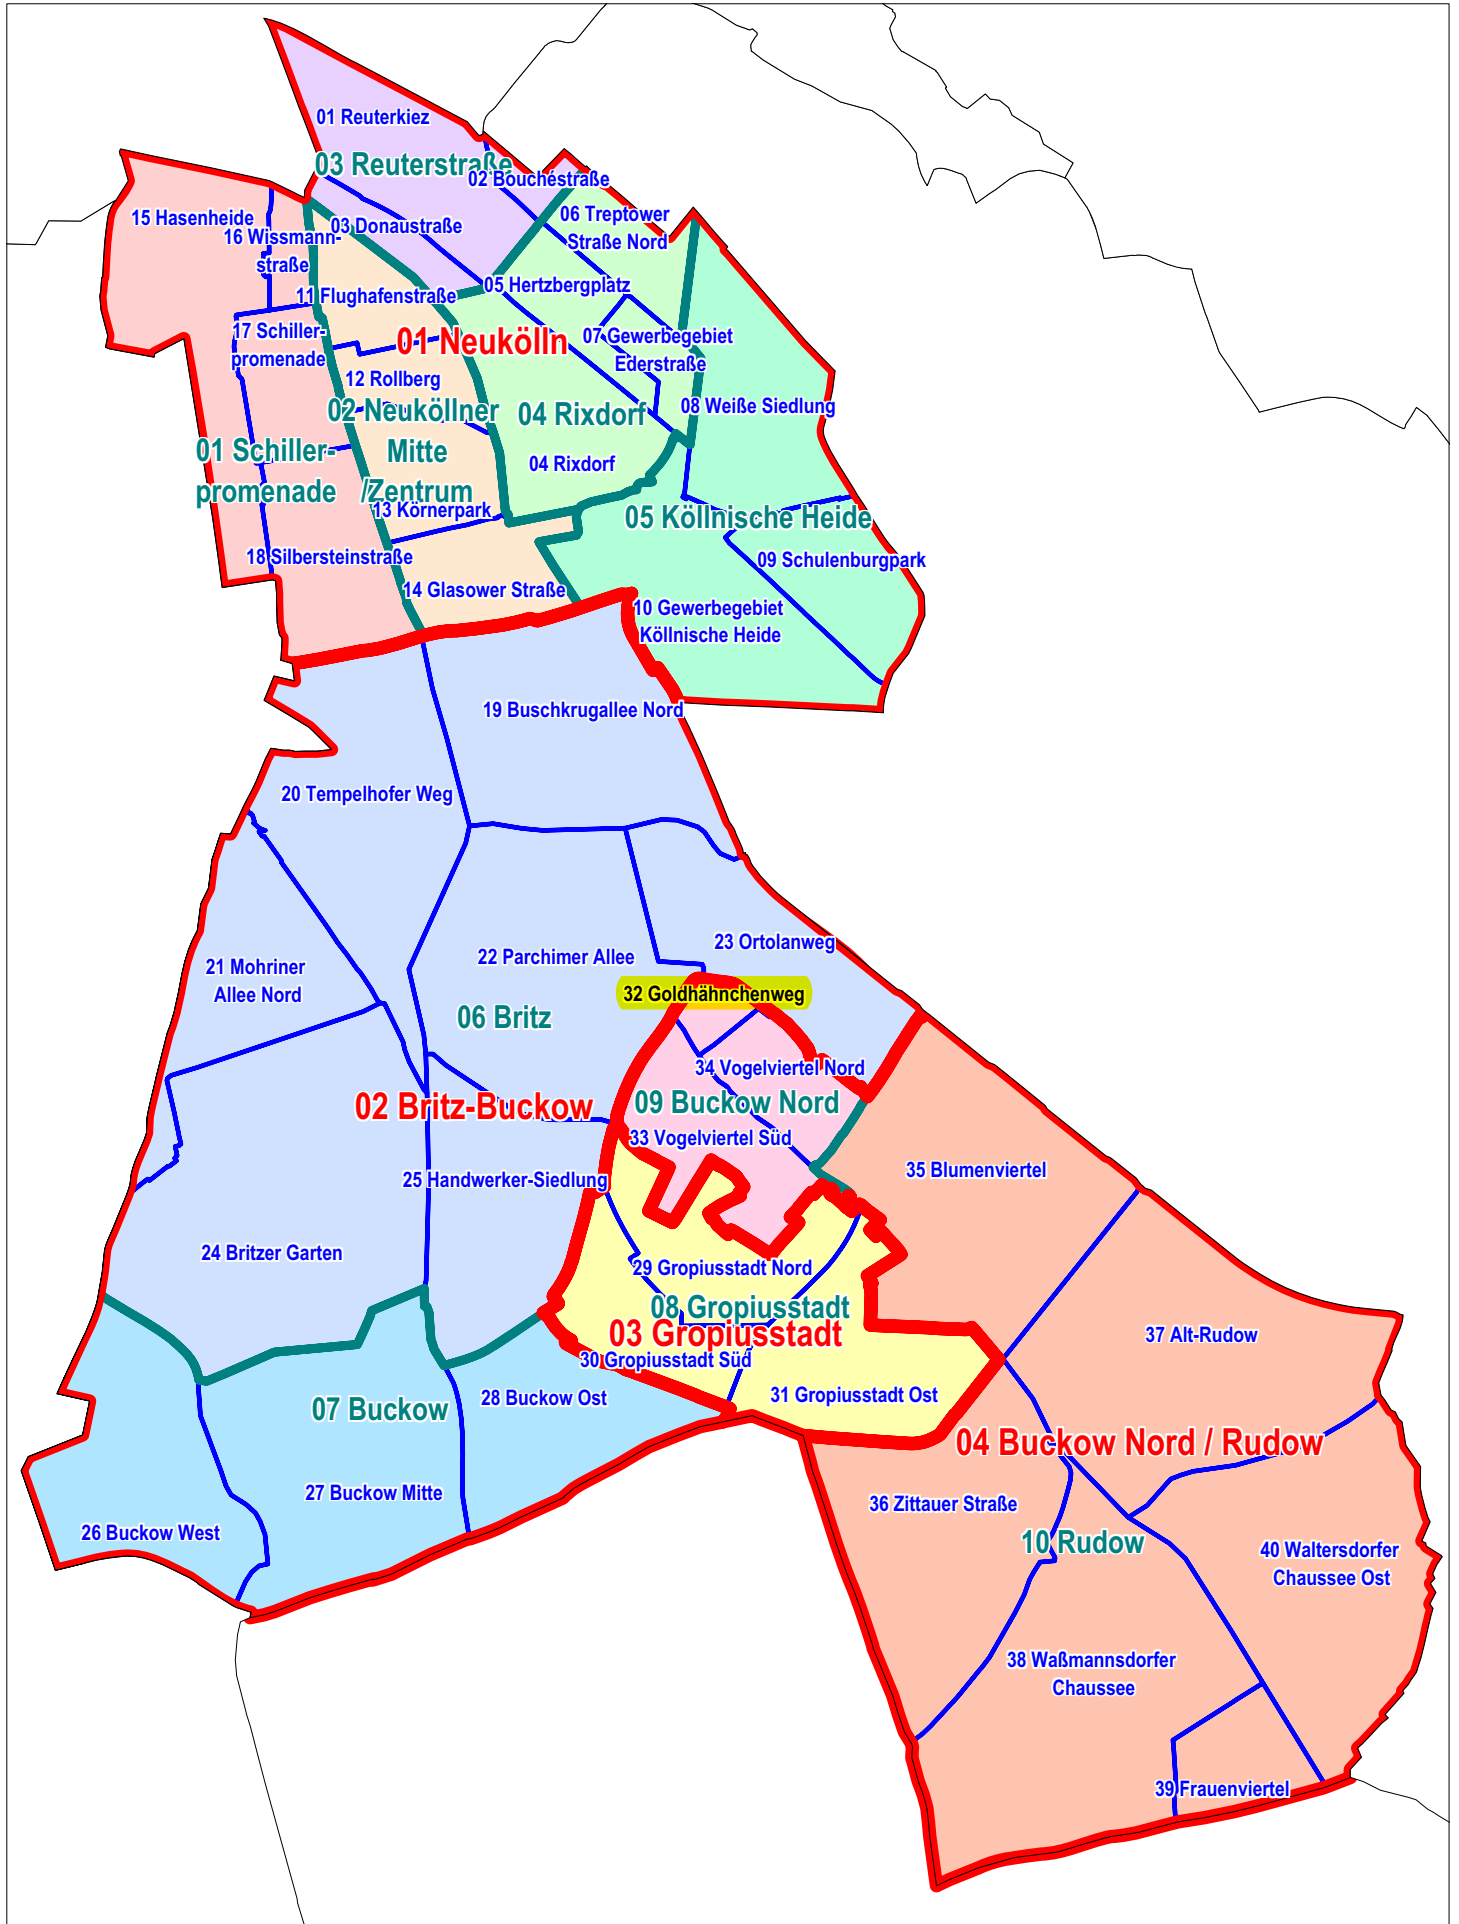 01 Reuterkiez
03 Reuterstraße
02 Bouchéstraße
15 Hasenheide
16 Wissmann-
straße
03 Donaustraße
06 Treptower
Straße Nord
05 Hertzbergplatz
11 Flughafenstraße
17 Schiller-
promenade
01 Neukölln
07 Gewerbegebiet
Ederstraße
12 Rollberg
08 Weiße Siedlung
02 Neuköllner
Mitte
/Zentrum
04 Rixdorf
01 Schiller-
promenade
04 Rixdorf
13 Körnerpark
05 Köllnische Heide
18 Silbersteinstraße
09 Schulenburgpark
14 Glasower Straße
10 Gewerbegebiet
Köllnische Heide
19 Buschkrugallee Nord
20 Tempelhofer Weg
23 Ortolanweg
22 Parchimer Allee
21 Mohriner
Allee Nord
32 Goldhähnchenweg
06 Britz
34 Vogelviertel Nord
02 Britz-Buckow
09 Buckow Nord
33 Vogelviertel Süd
35 Blumenviertel
25 Handwerker-Siedlung
24 Britzer Garten
29 Gropiusstadt Nord
08 Gropiusstadt
03 Gropiusstadt
37 Alt-Rudow
30 Gropiusstadt Süd
31 Gropiusstadt Ost
28 Buckow Ost
07 Buckow
04 Buckow Nord / Rudow
27 Buckow Mitte
36 Zittauer Straße
26 Buckow West
10 Rudow
40 Waltersdorfer
Chaussee Ost
38 Waßmannsdorfer
Chaussee
39 Frauenviertel